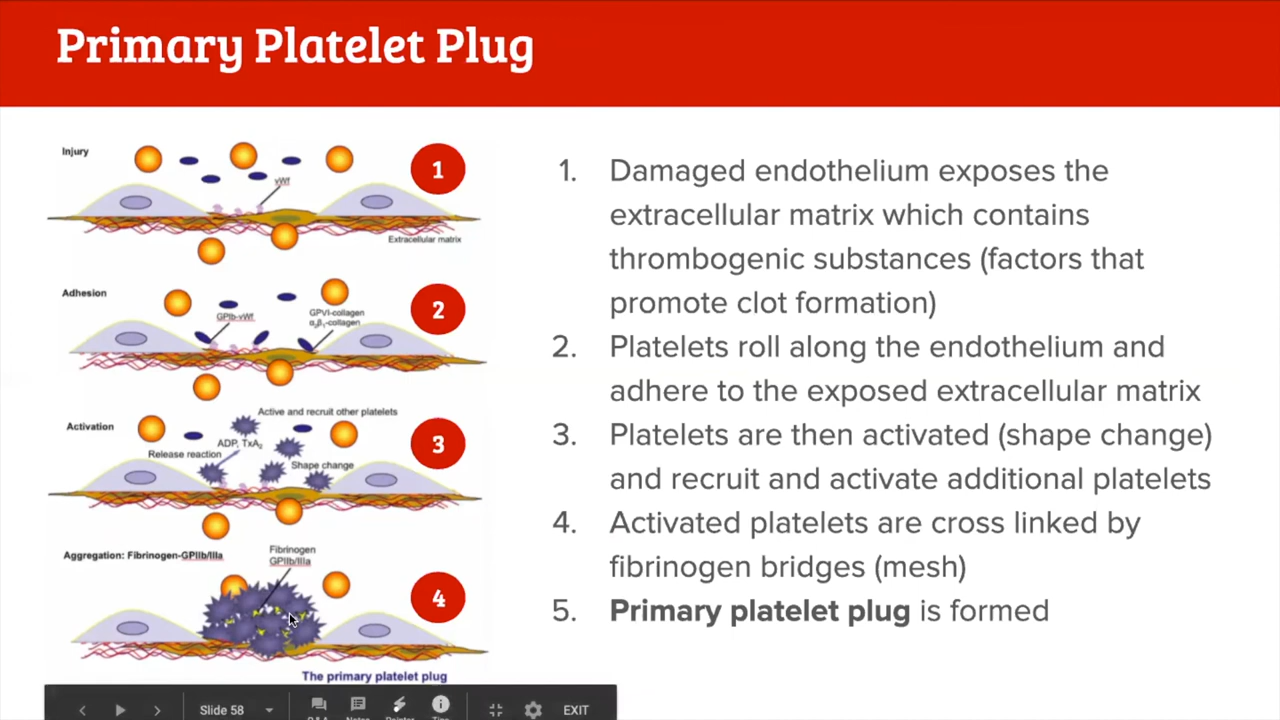 Primary Platelet Plug
Injury
1
vWf
Extracellular matrix
Adhesion
2
GPIb-vWf
GPVI-collagen
α₂β₁-collagen
Activation
Active and recruit other platelets
3
ADP, TxA₂
Release reaction
Shape change
Aggregation: Fibrinogen-GPIIb/IIIa
Fibrinogen
GPIIb/IIIa
4
The primary platelet plug
1. Damaged endothelium exposes the
extracellular matrix which contains
thrombogenic substances (factors that
promote clot formation)
2. Platelets roll along the endothelium and
adhere to the exposed extracellular matrix
3. Platelets are then activated (shape change)
and recruit and activate additional platelets
4. Activated platelets are cross linked by
fibrinogen bridges (mesh)
5. Primary platelet plug is formed
Slide 58
EXIT